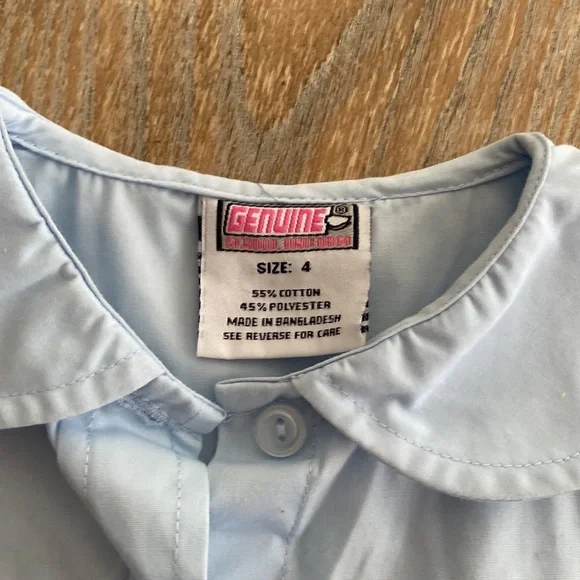 GENUINE ®
SIZE: 4
55% COTTON
45% POLYESTER
MADE IN BANGLADESH
SEE REVERSE FOR CARE